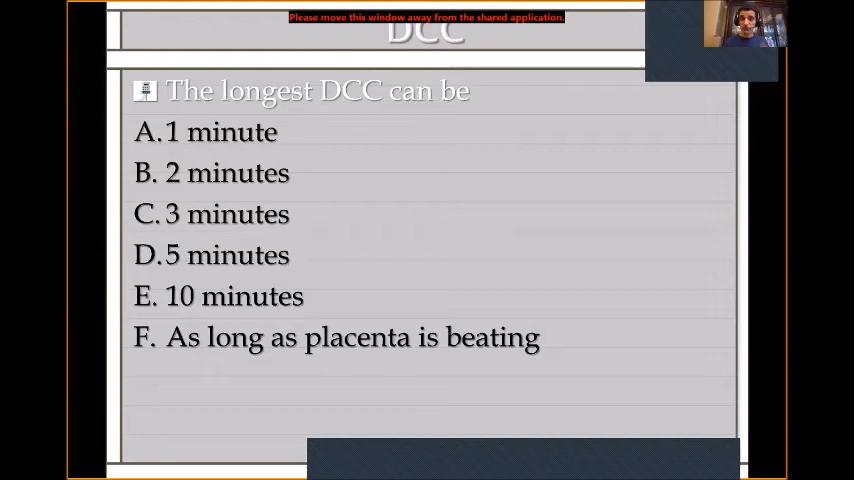 Please move this window away from the shared application.
DCC
The longest DCC can be
A. 1 minute
B. 2 minutes
C. 3 minutes
D. 5 minutes
E. 10 minutes
F. As long as placenta is beating